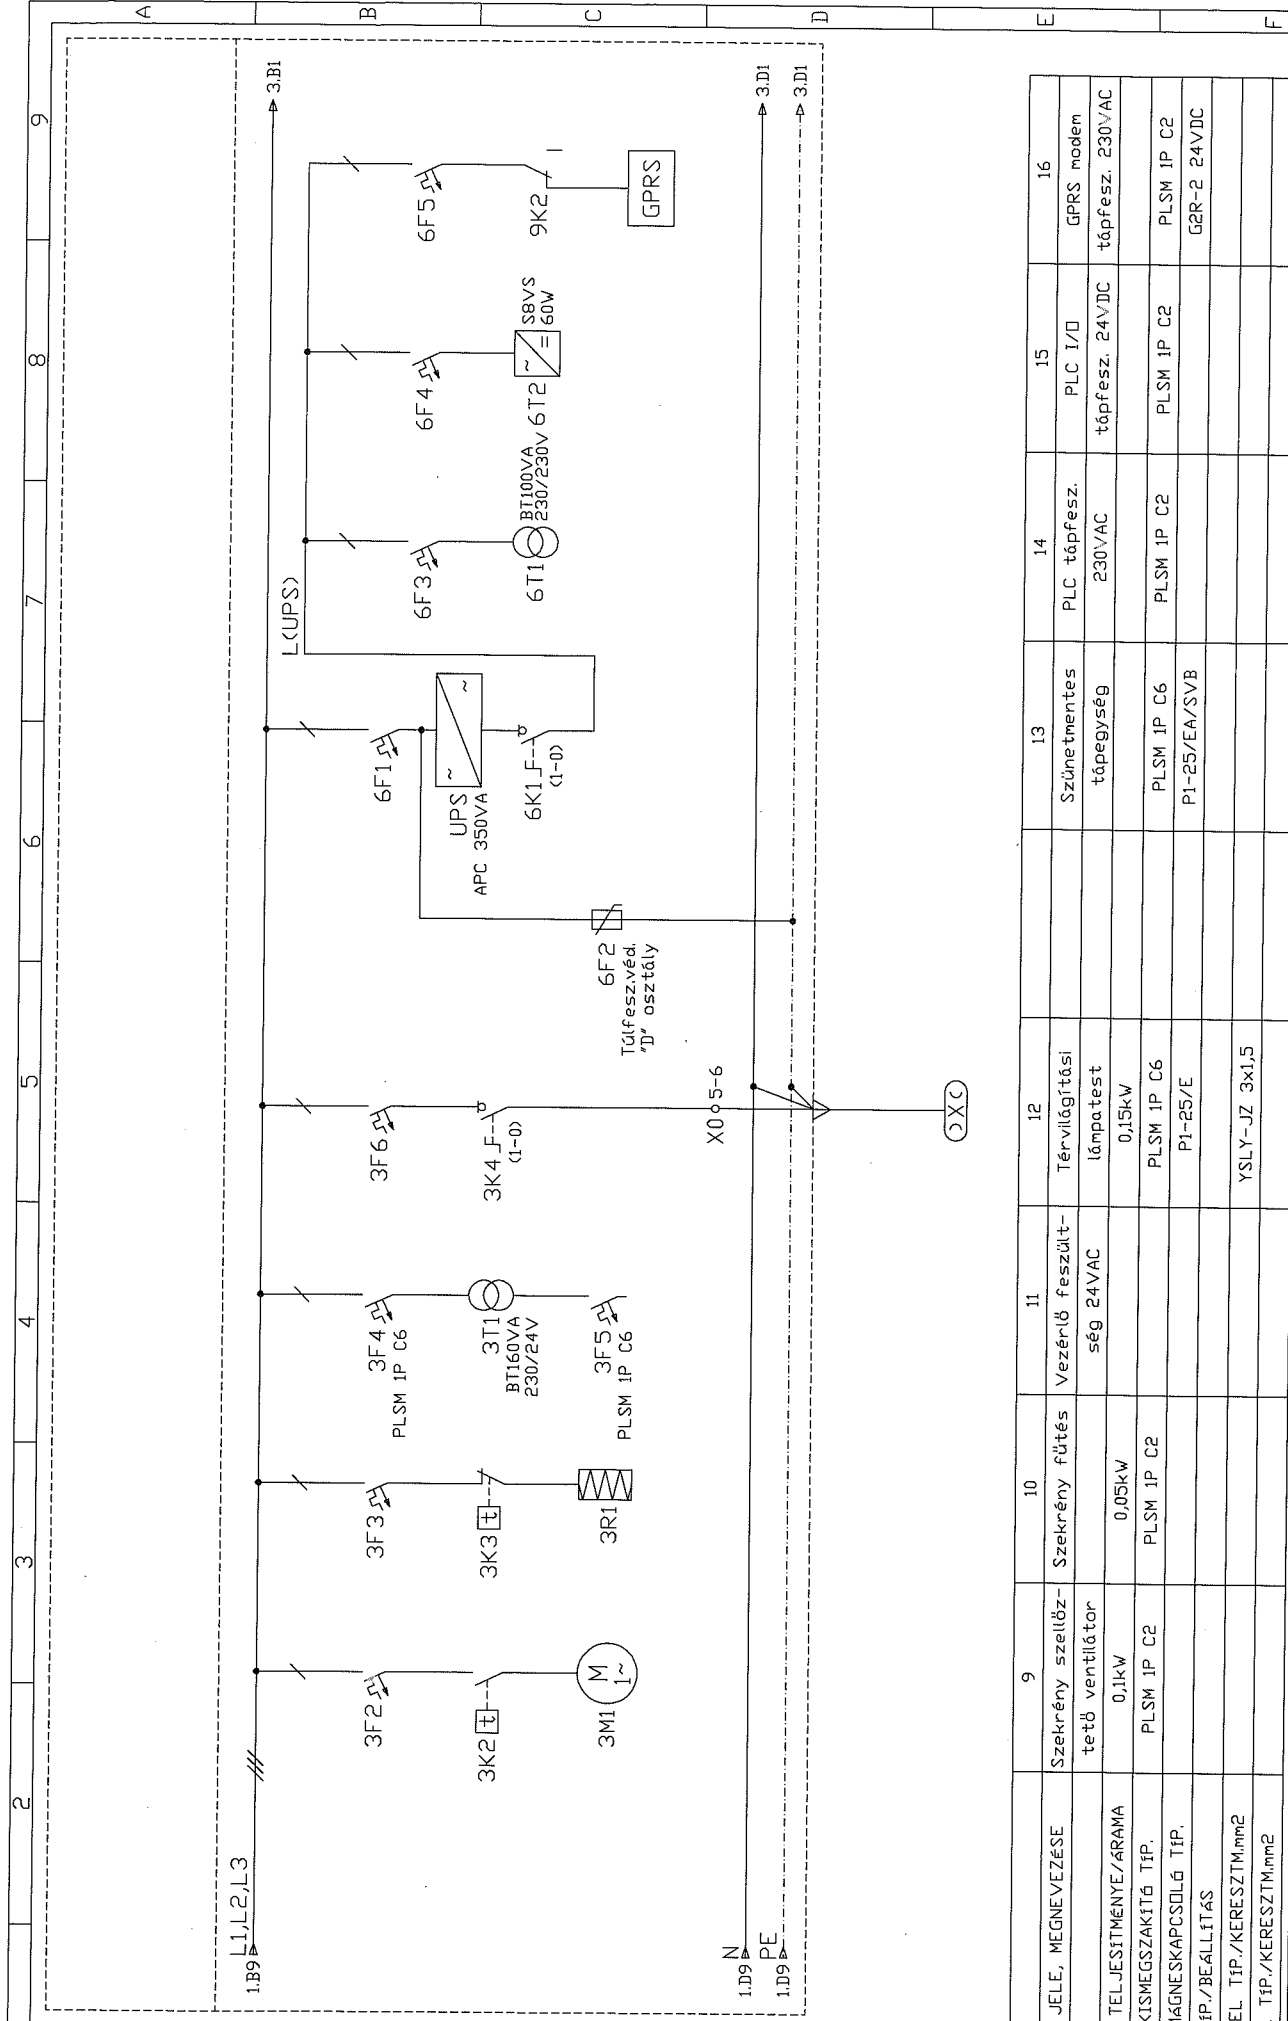 2
3
4
5
6
7
8
9
A
B
C
D
E
F
1.B9
L1,L2,L3
3.B1
3F2
3K2
t
3M1
M
1~
3F3
3K3
t
3R1
3F4
PLSM 1P C6
3T1
BT160VA
230/24V
3F5
PLSM 1P C6
3F6
3K4
(1-0)
X0 5-6
6F1
UPS
APC 350VA
~
~
6K1
(1-0)
6F2
Túlfesz.véd.
"D" osztály
L(UPS)
6F3
6T1
BT100VA
230/230V
6F4
6T2
~
=
S8VS
60W
6F5
9K2
GPRS
1.D9
N
3.D1
1.D9
PE
3.D1
9
10
11
12
13
14
15
16
JELE, MEGNEVEZÉSE
Szekrény szellőz-
Szekrény fűtés
Vezérlő feszült-
Térvilágítási
Szünetmentes
PLC tápfesz.
PLC I/O
GPRS modem
tető ventilátor
ség 24VAC
lámpatest
tápegység
230VAC
tápfesz. 24VDC
tápfesz. 230VAC
TELJESÍTMÉNYE/ÁRAMA
0,1kW
0,05kW
0,15kW
KISMEGSZAKÍTÓ TÍP.
PLSM 1P C2
PLSM 1P C2
PLSM 1P C6
PLSM 1P C6
PLSM 1P C2
PLSM 1P C2
PLSM 1P C2
MÁGNESKAPCSOLÓ TÍP.
P1-25/E
P1-25/EA/SVB
G2R-2 24VDC
ÍP./BEÁLLÍTÁS
EL TÍP./KERESZTM.mm2
YSLY-JZ 3x1,5
TÍP./KERESZTM.mm2